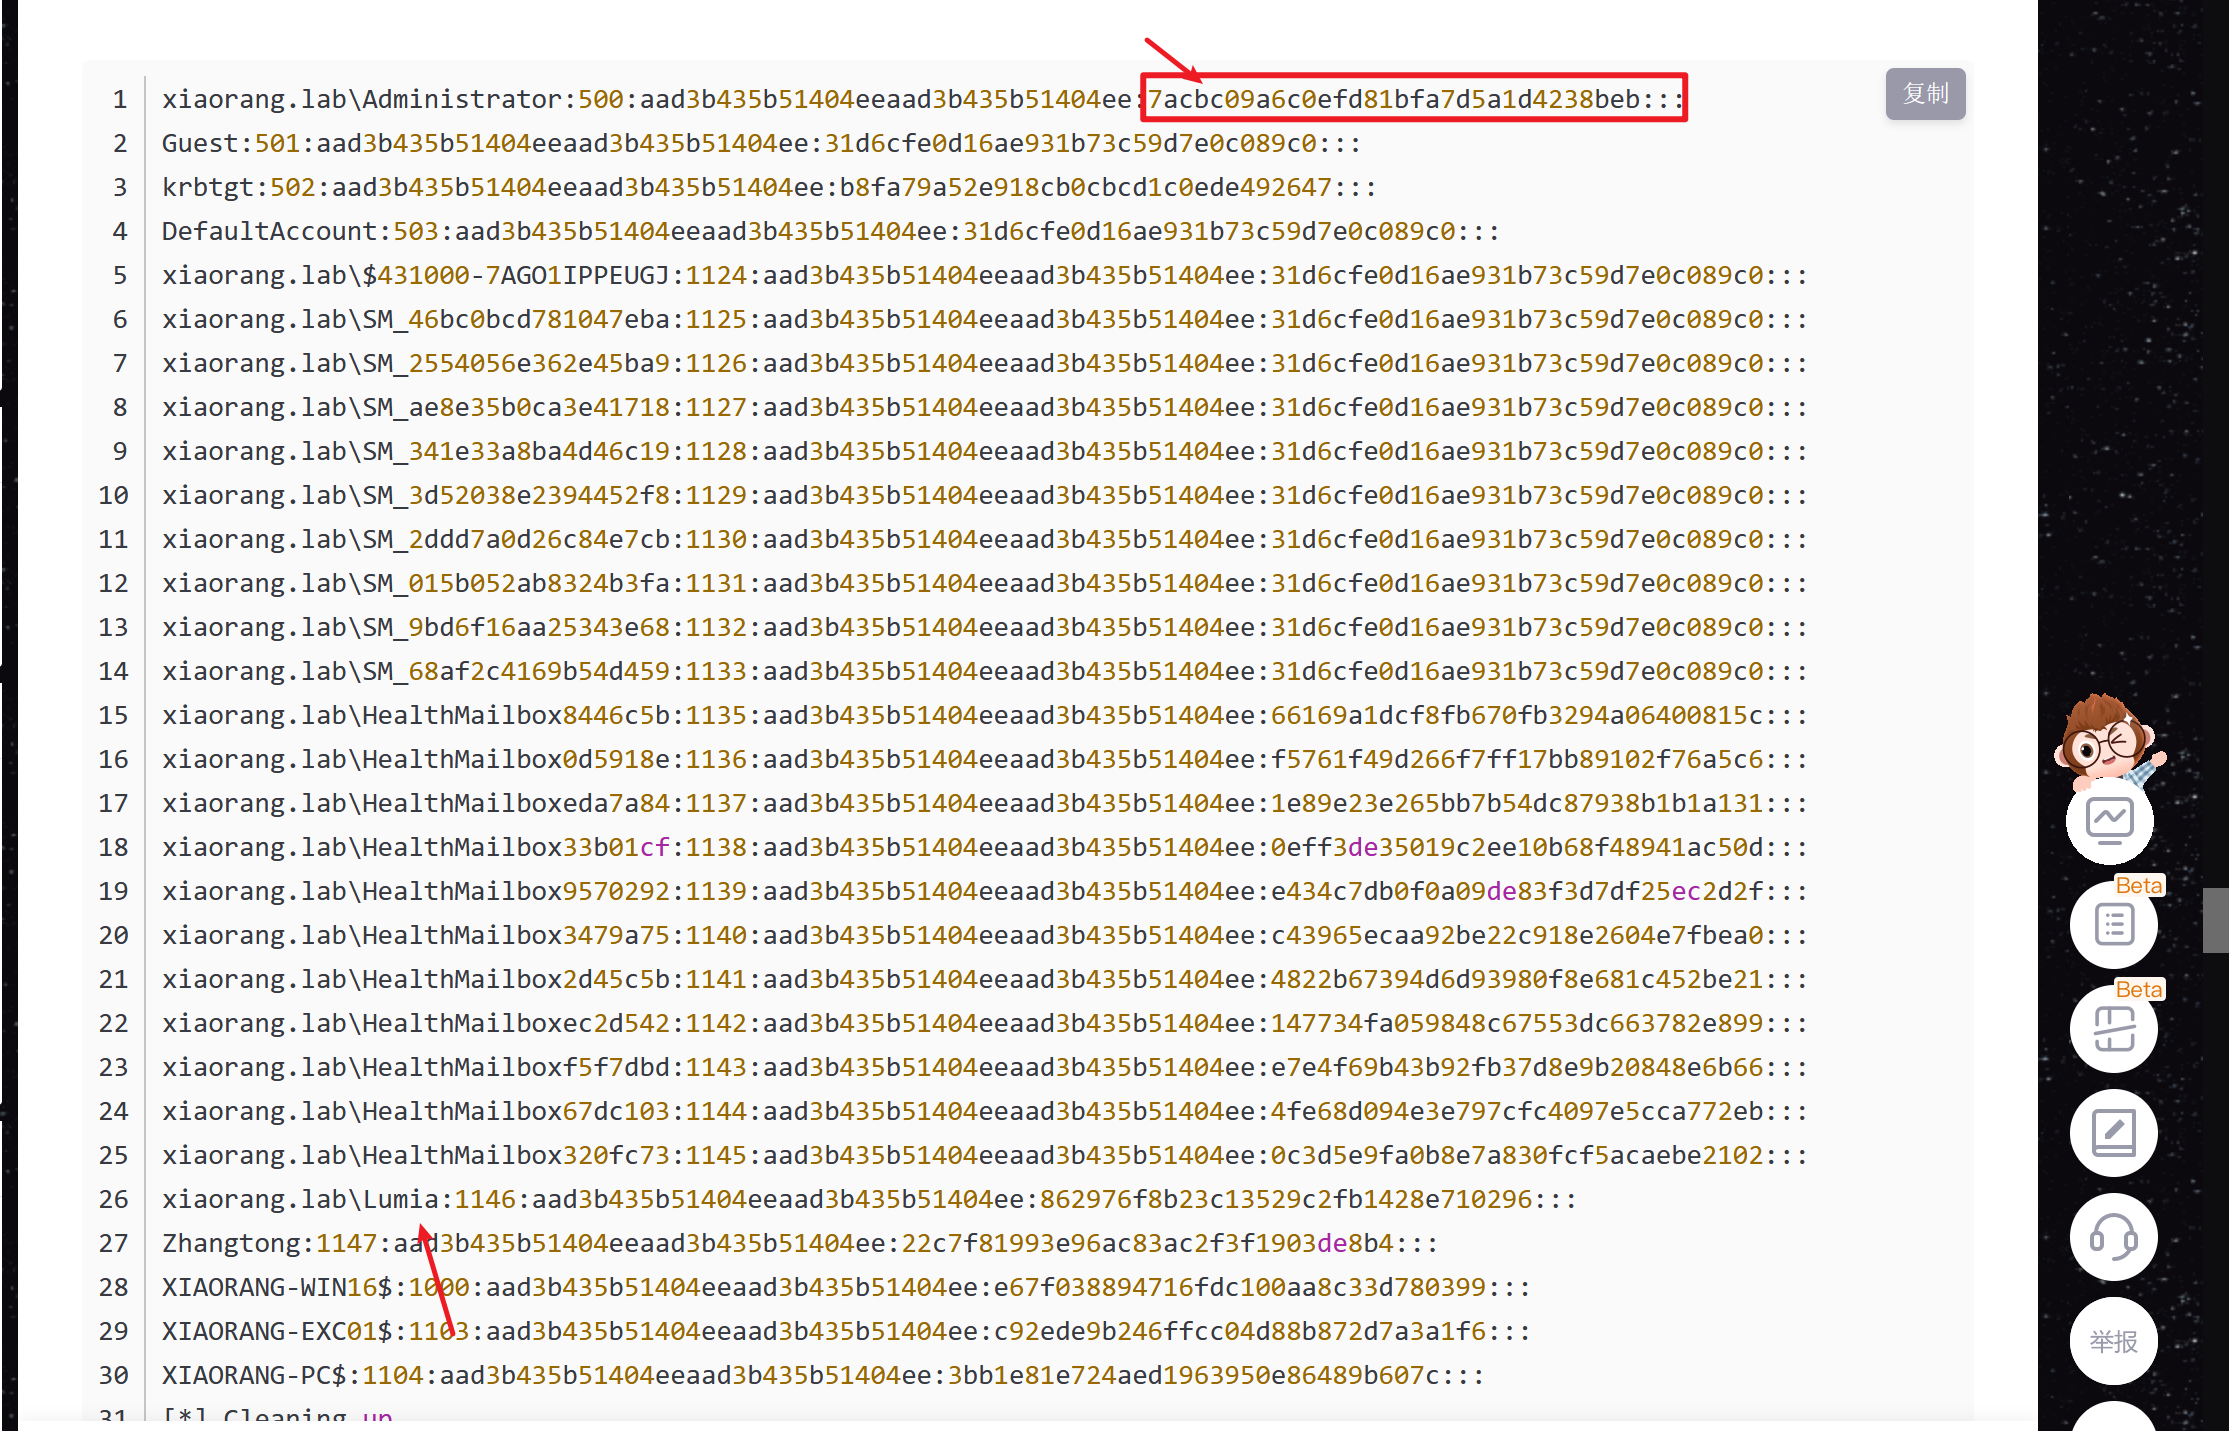 复制
1 xiaorang.lab\Administrator:500:aad3b435b51404eeaad3b435b51404ee:7acbc09a6c0efd81bfa7d5a1d4238beb:::
2 Guest:501:aad3b435b51404eeaad3b435b51404ee:31d6cfe0d16ae931b73c59d7e0c089c0:::
3 krbtgt:502:aad3b435b51404eeaad3b435b51404ee:b8fa79a52e918cb0cbcd1c0ede492647:::
4 DefaultAccount:503:aad3b435b51404eeaad3b435b51404ee:31d6cfe0d16ae931b73c59d7e0c089c0:::
5 xiaorang.lab\$431000-7AGO1IPPEUGJ:1124:aad3b435b51404eeaad3b435b51404ee:31d6cfe0d16ae931b73c59d7e0c089c0:::
6 xiaorang.lab\SM_46bc0bcd781047eba:1125:aad3b435b51404eeaad3b435b51404ee:31d6cfe0d16ae931b73c59d7e0c089c0:::
7 xiaorang.lab\SM_2554056e362e45ba9:1126:aad3b435b51404eeaad3b435b51404ee:31d6cfe0d16ae931b73c59d7e0c089c0:::
8 xiaorang.lab\SM_ae8e35b0ca3e41718:1127:aad3b435b51404eeaad3b435b51404ee:31d6cfe0d16ae931b73c59d7e0c089c0:::
9 xiaorang.lab\SM_341e33a8ba4d46c19:1128:aad3b435b51404eeaad3b435b51404ee:31d6cfe0d16ae931b73c59d7e0c089c0:::
10 xiaorang.lab\SM_3d52038e2394452f8:1129:aad3b435b51404eeaad3b435b51404ee:31d6cfe0d16ae931b73c59d7e0c089c0:::
11 xiaorang.lab\SM_2ddd7a0d26c84e7cb:1130:aad3b435b51404eeaad3b435b51404ee:31d6cfe0d16ae931b73c59d7e0c089c0:::
12 xiaorang.lab\SM_015b052ab8324b3fa:1131:aad3b435b51404eeaad3b435b51404ee:31d6cfe0d16ae931b73c59d7e0c089c0:::
13 xiaorang.lab\SM_9bd6f16aa25343e68:1132:aad3b435b51404eeaad3b435b51404ee:31d6cfe0d16ae931b73c59d7e0c089c0:::
14 xiaorang.lab\SM_68af2c4169b54d459:1133:aad3b435b51404eeaad3b435b51404ee:31d6cfe0d16ae931b73c59d7e0c089c0:::
15 xiaorang.lab\HealthMailbox8446c5b:1135:aad3b435b51404eeaad3b435b51404ee:66169a1dcf8fb670fb3294a06400815c:::
16 xiaorang.lab\HealthMailbox0d5918e:1136:aad3b435b51404eeaad3b435b51404ee:f5761f49d266f7ff17bb89102f76a5c6:::
17 xiaorang.lab\HealthMailboxeda7a84:1137:aad3b435b51404eeaad3b435b51404ee:1e89e23e265bb7b54dc87938b1b1a131:::
18 xiaorang.lab\HealthMailbox33b01cf:1138:aad3b435b51404eeaad3b435b51404ee:0eff3de35019c2ee10b68f48941ac50d:::
19 xiaorang.lab\HealthMailbox9570292:1139:aad3b435b51404eeaad3b435b51404ee:e434c7db0f0a09de83f3d7df25ec2d2f:::
20 xiaorang.lab\HealthMailbox3479a75:1140:aad3b435b51404eeaad3b435b51404ee:c43965ecaa92be22c918e2604e7fbea0:::
21 xiaorang.lab\HealthMailbox2d45c5b:1141:aad3b435b51404eeaad3b435b51404ee:4822b67394d6d93980f8e681c452be21:::
22 xiaorang.lab\HealthMailboxec2d542:1142:aad3b435b51404eeaad3b435b51404ee:147734fa059848c67553dc663782e899:::
23 xiaorang.lab\HealthMailboxf5f7dbd:1143:aad3b435b51404eeaad3b435b51404ee:e7e4f69b43b92fb37d8e9b20848e6b66:::
24 xiaorang.lab\HealthMailbox67dc103:1144:aad3b435b51404eeaad3b435b51404ee:4fe68d094e3e797cfc4097e5cca772eb:::
25 xiaorang.lab\HealthMailbox320fc73:1145:aad3b435b51404eeaad3b435b51404ee:0c3d5e9fa0b8e7a830fcf5acaebe2102:::
26 xiaorang.lab\Lumia:1146:aad3b435b51404eeaad3b435b51404ee:862976f8b23c13529c2fb1428e710296:::
27 Zhangtong:1147:aad3b435b51404eeaad3b435b51404ee:22c7f81993e96ac83ac2f3f1903de8b4:::
28 XIAORANG-WIN16$:1000:aad3b435b51404eeaad3b435b51404ee:e67f038894716fdc100aa8c33d780399:::
29 XIAORANG-EXC01$:1103:aad3b435b51404eeaad3b435b51404ee:c92ede9b246ffcc04d88b872d7a3a1f6:::
30 XIAORANG-PC$:1104:aad3b435b51404eeaad3b435b51404ee:3bb1e81e724aed1963950e86489b607c:::
31 [*] Cleaning up
Beta
Beta
举报